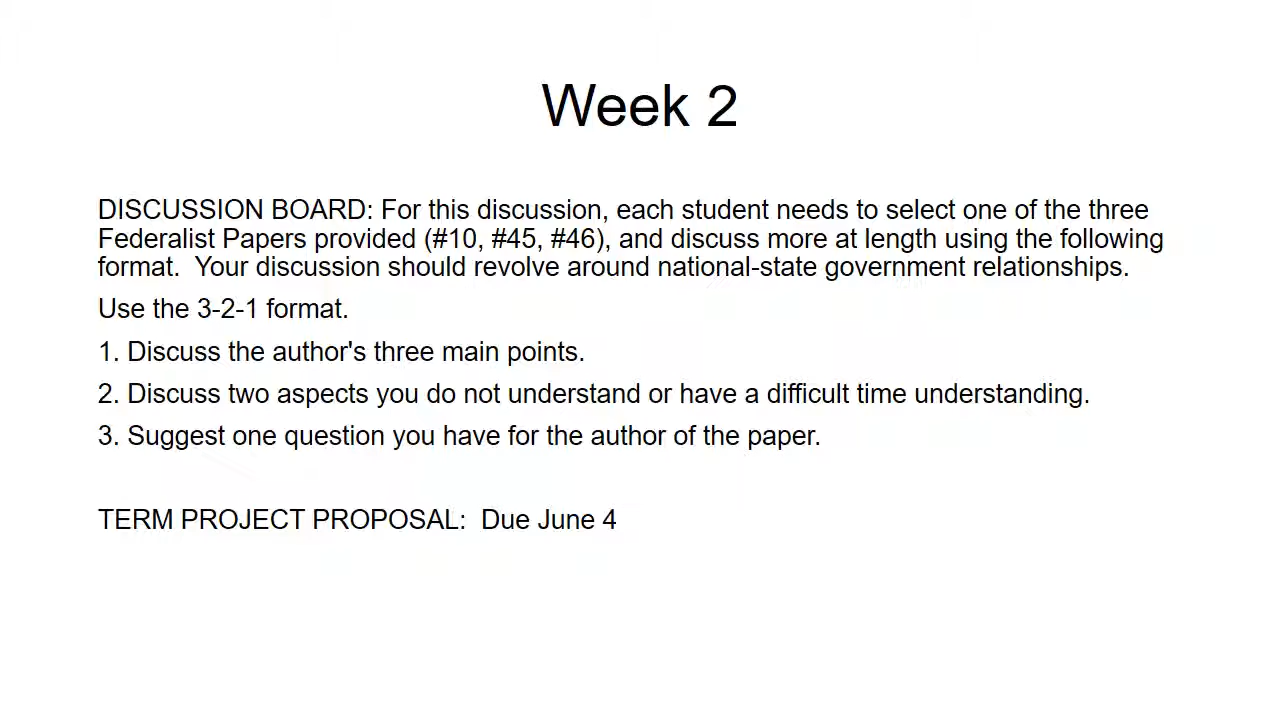 Week 2
DISCUSSION BOARD: For this discussion, each student needs to select one of the three
Federalist Papers provided (#10, #45, #46), and discuss more at length using the following
format.  Your discussion should revolve around national-state government relationships.
Use the 3-2-1 format.
1. Discuss the author's three main points.
2. Discuss two aspects you do not understand or have a difficult time understanding.
3. Suggest one question you have for the author of the paper.
TERM PROJECT PROPOSAL:  Due June 4